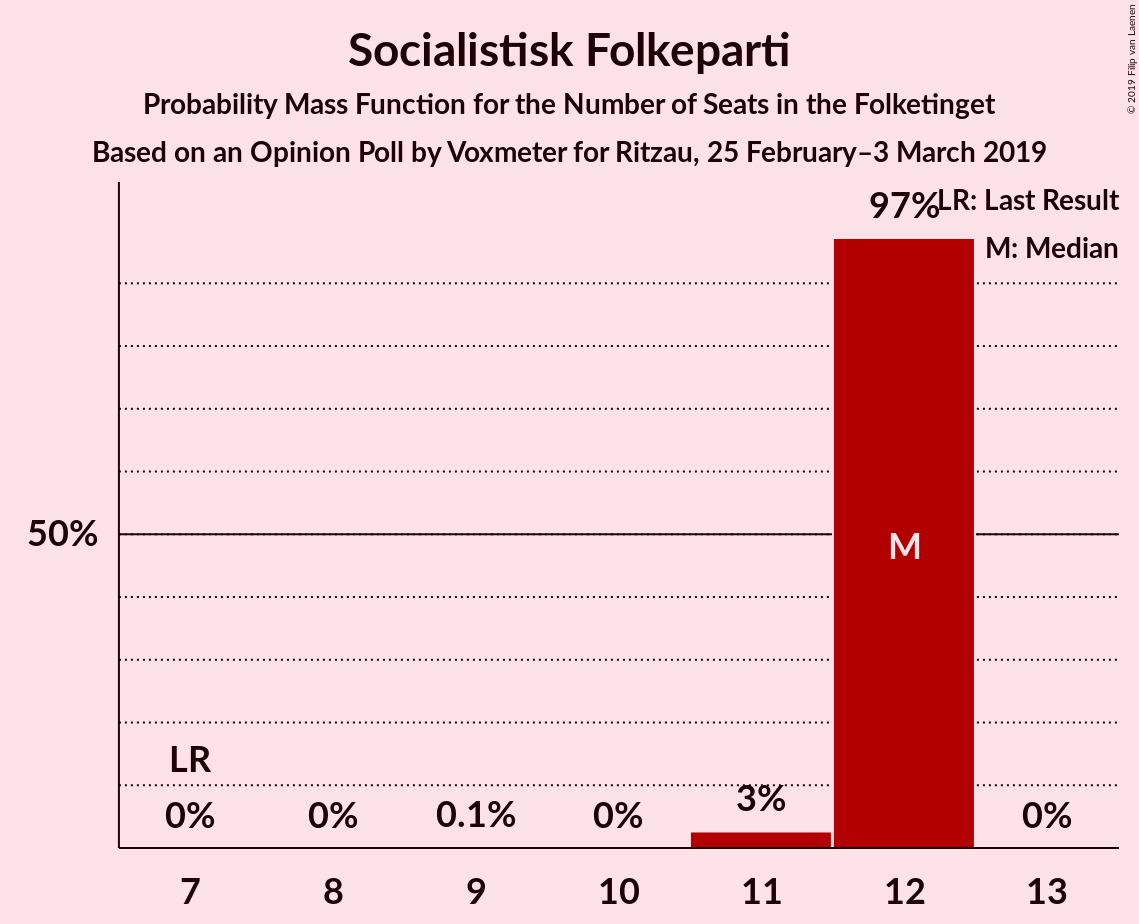 Socialistisk Folkeparti
Probability Mass Function for the Number of Seats in the Folketinget
Based on an Opinion Poll by Voxmeter for Ritzau, 25 February–3 March 2019
© 2019 Filip van Laenen
LR: Last Result
M: Median
97%
50%
M
LR
0%
0%
0.1%
0%
3%
0%
7
8
9
10
11
12
13